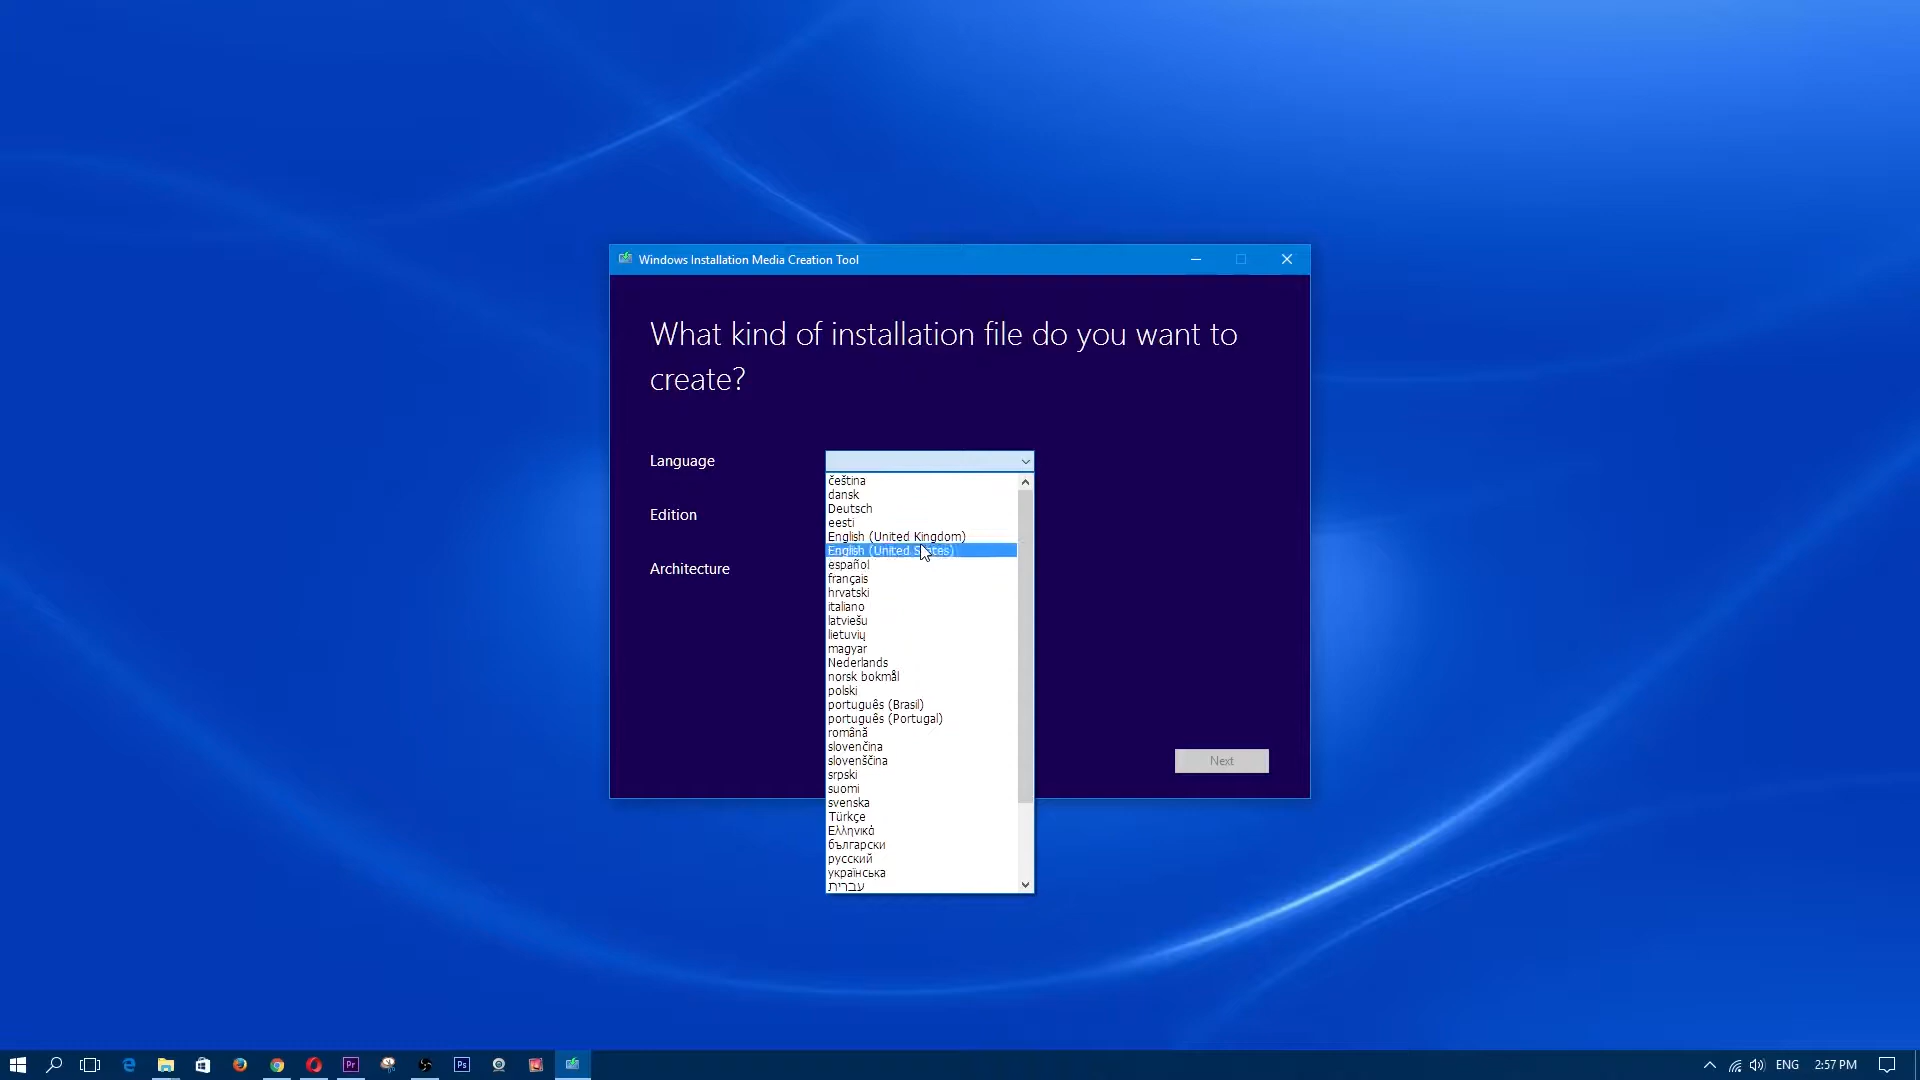 Windows Installation Media Creation Tool
What kind of installation file do you want to
create?
Language
Edition
Architecture
čeština
dansk
Deutsch
eesti
English (United Kingdom)
English (United States)
español
français
hrvatski
italiano
latviešu
lietuvių
magyar
Nederlands
norsk bokmål
polski
português (Brasil)
português (Portugal)
română
slovenčina
slovenščina
srpski
suomi
svenska
Türkçe
Ελληνικά
български
русский
українська
עברית
Next
Pr
Ps
ENG
2:57 PM